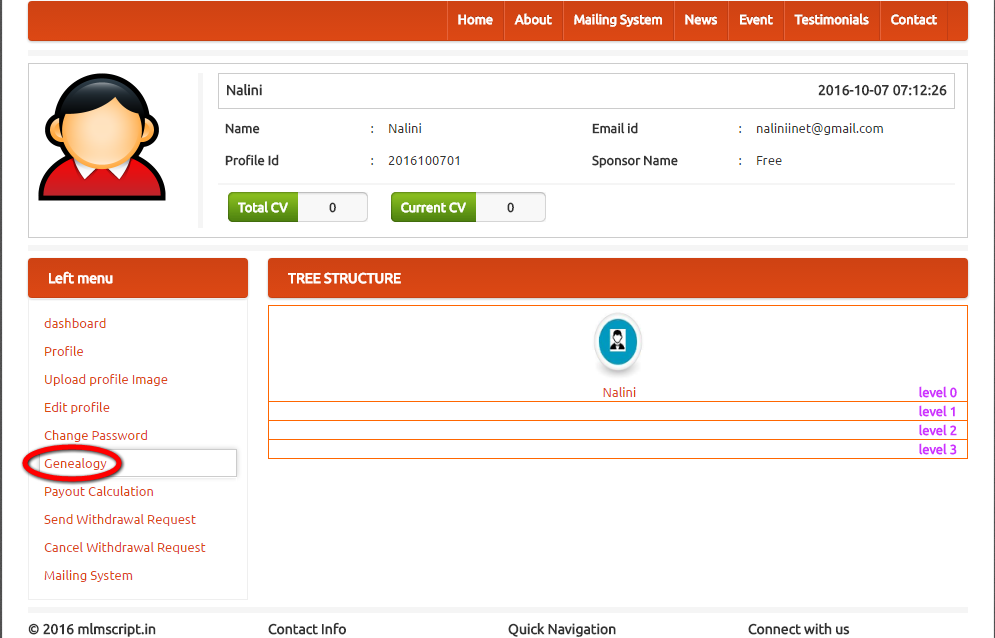 Home About Mailing System News Event Testimonials Contact
Nalini 2016-10-07 07:12:26
Name : Nalini Email id : naliniinet@gmail.com
Profile Id : 2016100701 Sponsor Name : Free
Total CV 0 Current CV 0
Left menu
dashboard
Profile
Upload profile Image
Edit profile
Change Password
Genealogy
Payout Calculation
Send Withdrawal Request
Cancel Withdrawal Request
Mailing System
TREE STRUCTURE
Nalini level 0
level 1
level 2
level 3
© 2016 mlmscript.in Contact Info Quick Navigation Connect with us